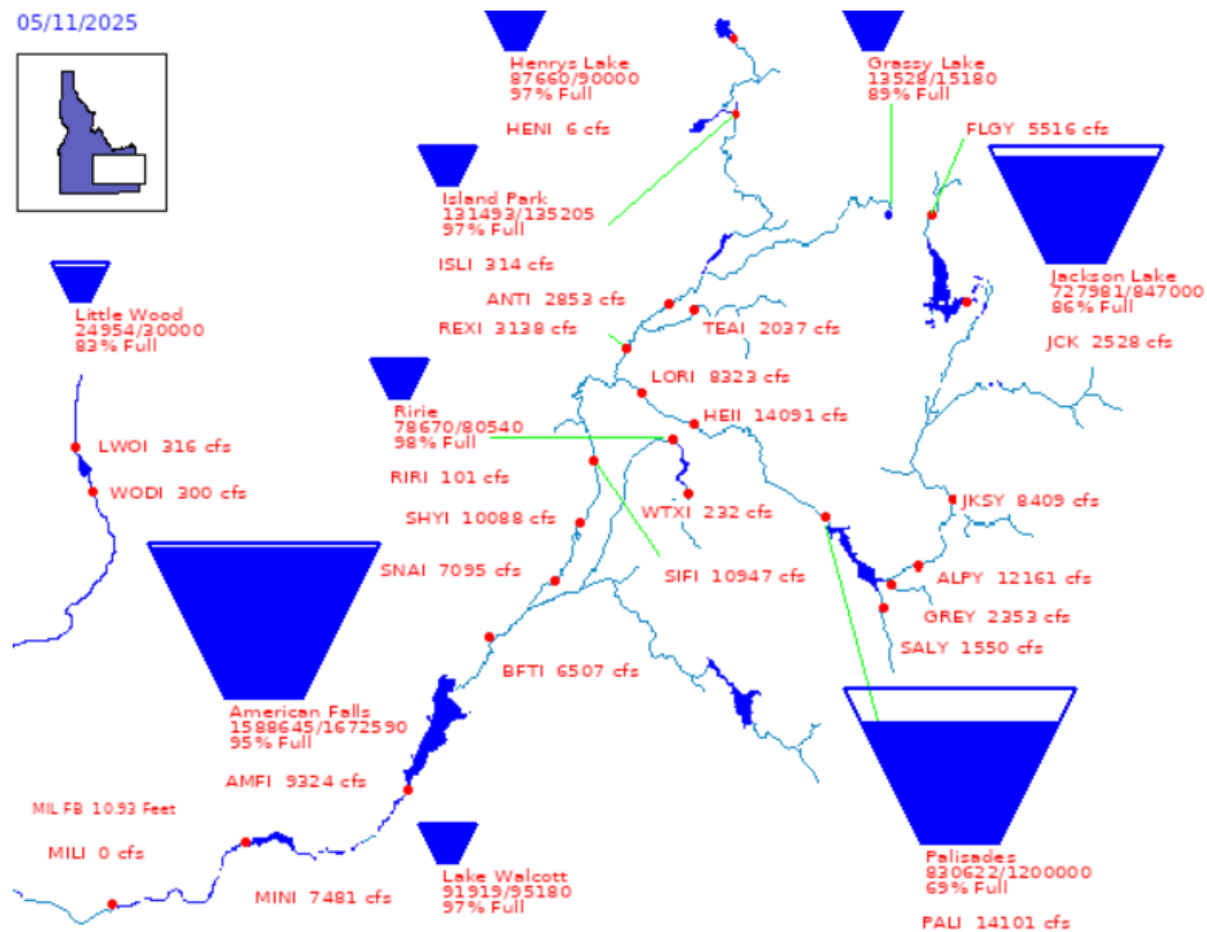 05/11/2025
Henrys Lake
87660/90000
97% Full
HENI 6 cfs
Grassy Lake
13528/15180
89% Full
FLGY 5516 cfs
Island Park
131493/135205
97% Full
ISLI 314 cfs
Jackson Lake
727981/847000
86% Full
JCK 2528 cfs
ANTI 2853 cfs
REXI 3138 cfs
TEAI 2037 cfs
Little Wood
24954/30000
83% Full
LORI 8323 cfs
HEII 14091 cfs
Ririe
78670/80540
98% Full
RIRI 101 cfs
LWOI 316 cfs
WODI 300 cfs
WTXI 232 cfs
JKSY 8409 cfs
SHYI 10088 cfs
SNAI 7095 cfs
SIFI 10947 cfs
ALPY 12161 cfs
GREY 2353 cfs
SALY 1550 cfs
BFTI 6507 cfs
American Falls
1588645/1672590
95% Full
AMFI 9324 cfs
MIL FB 10.93 Feet
MILI 0 cfs
MINI 7481 cfs
Lake Walcott
91919/95180
97% Full
Palisades
830622/1200000
69% Full
PALI 14101 cfs